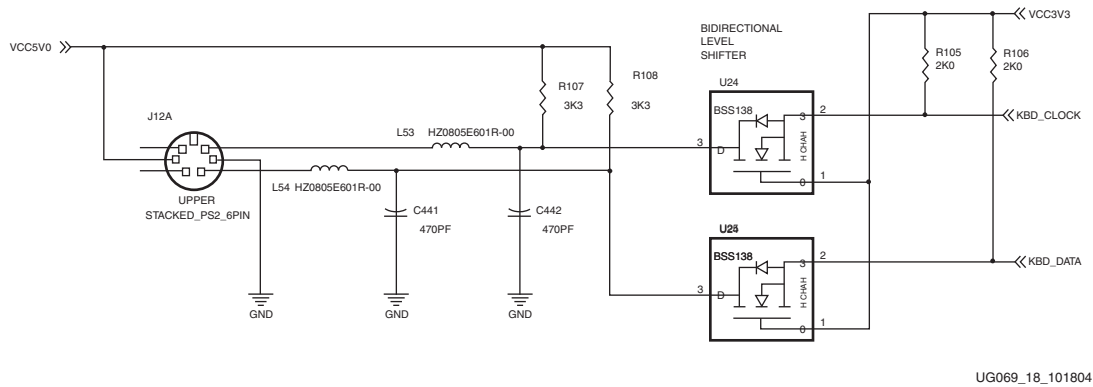 VCC3V3
VCC5V0
BIDIRECTIONAL
LEVEL
SHIFTER
R105
2K0
R106
2K0
R107
3K3
R108
3K3
U24
BSS138
3
D
3
2
H CHAH
0
1
KBD_CLOCK
J12A
L53 HZ0805E601R-00
L54 HZ0805E601R-00
UPPER
STACKED_PS2_6PIN
C441
470PF
C442
470PF
BSS138
3
D
3
2
H CHAH
0
1
KBD_DATA
GND
GND
GND
UG069_18_101804